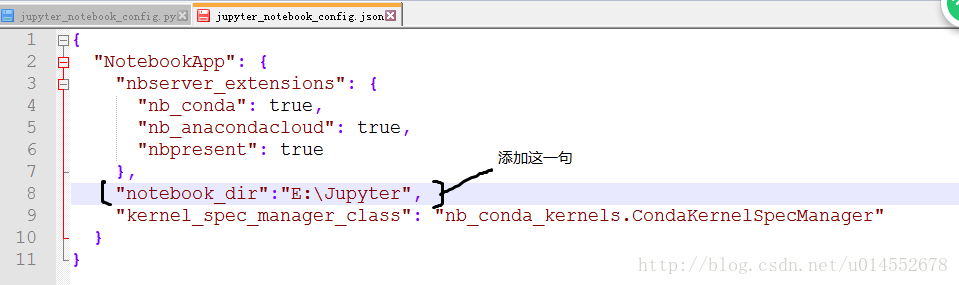 jupyter_notebook_config.py
jupyter_notebook_config.json
1 {
2 "NotebookApp": {
3 "nbserver_extensions": {
4 "nb_conda": true,
5 "nb_anacondacloud": true,
6 "nbpresent": true
7 },
添加这一句
8 "notebook_dir":"E:\Jupyter",
9 "kernel_spec_manager_class": "nb_conda_kernels.CondaKernelSpecManager"
10 }
11 }
http://blog.csdn.net/u014552678